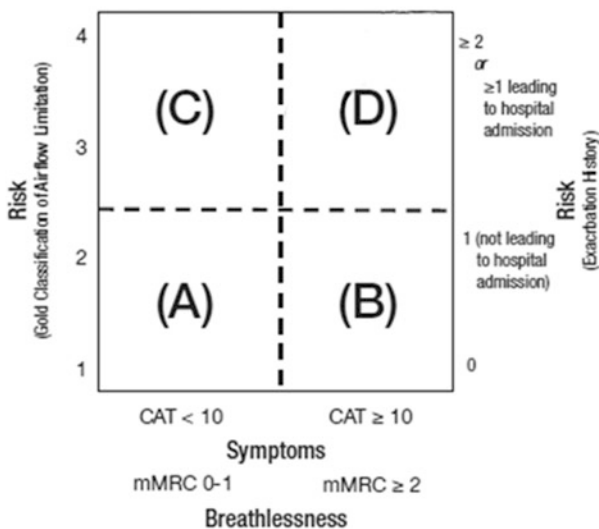 4
3
2
1
Risk
(Gold Classification of Airflow Limitation)
(C)
(D)
(A)
(B)
≥ 2
or
≥1 leading
to hospital
admission
1 (not leading
to hospital
admission)
0
Risk
(Exacrbation History)
CAT < 10
CAT ≥ 10
Symptoms
mMRC 0-1
mMRC ≥ 2
Breathlessness